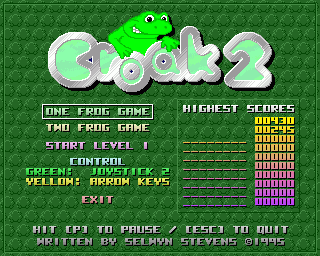 Croak 2
ONE FROG GAME
TWO FROG GAME
START LEVEL 1
CONTROL
GREEN: JOYSTICK 2
YELLOW: ARROW KEYS
EXIT
HIGHEST SCORES
00430
00245
-------- 00000
-------- 00000
-------- 00000
-------- 00000
-------- 00000
-------- 00000
-------- 00000
-------- 00000
HIT [P] TO PAUSE / [ESC] TO QUIT
WRITTEN BY SELWYN STEVENS ©1995